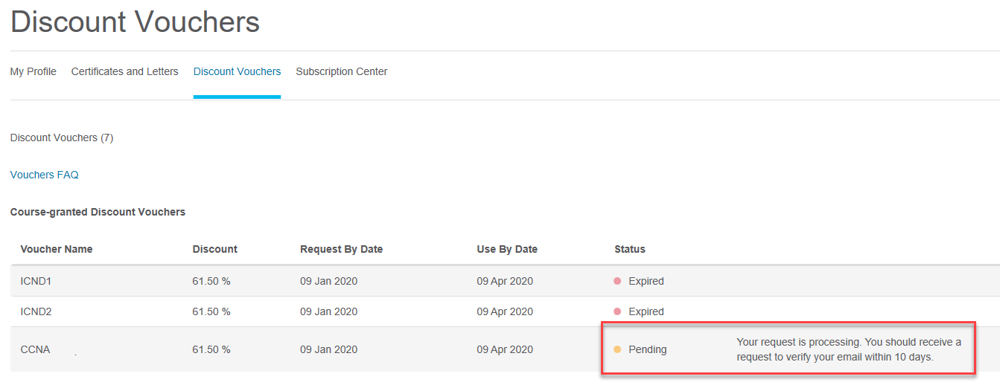 Discount Vouchers
My Profile Certificates and Letters Discount Vouchers Subscription Center
Discount Vouchers (7)
Vouchers FAQ
Course-granted Discount Vouchers
Voucher Name Discount Request By Date Use By Date Status
ICND1 61.50 % 09 Jan 2020 09 Apr 2020 Expired
ICND2 61.50 % 09 Jan 2020 09 Apr 2020 Expired
CCNA . 61.50 % 09 Jan 2020 09 Apr 2020 Pending Your request is processing. You should receive a
request to verify your email within 10 days.